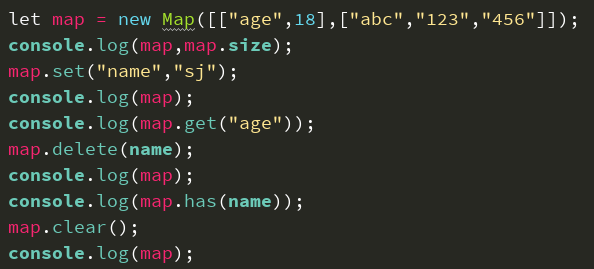 let map = new Map([["age",18],["abc","123","456"]]);
console.log(map,map.size);
map.set("name","sj");
console.log(map);
console.log(map.get("age"));
map.delete(name);
console.log(map);
console.log(map.has(name));
map.clear();
console.log(map);